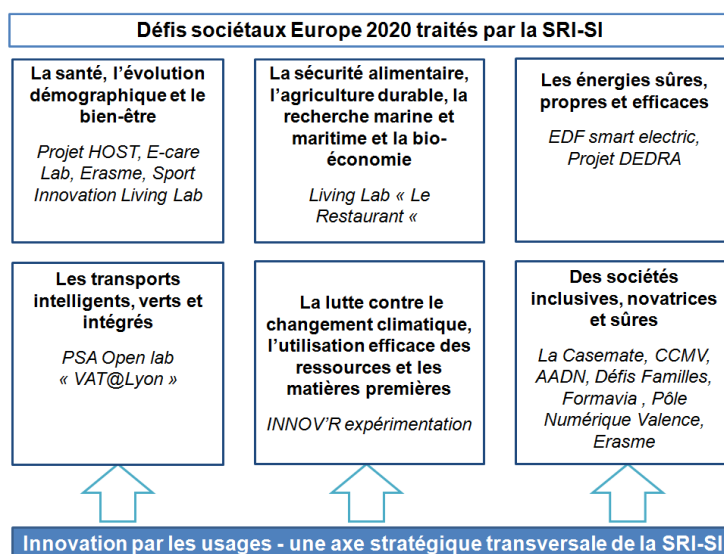 Défis sociétaux Europe 2020 traités par la SRI-SI
La santé, l'évolution
démographique et le
bien-être
Projet HOST, E-care
Lab, Erasme, Sport
Innovation Living Lab
La sécurité alimentaire,
l'agriculture durable, la
recherche marine et
maritime et la bio-
économie
Living Lab « Le
Restaurant «
Les énergies sûres,
propres et efficaces
EDF smart electric,
Projet DEDRA
Les transports
intelligents, verts et
intégrés
PSA Open lab
« VAT@Lyon »
La lutte contre le
changement climatique,
l'utilisation efficace des
ressources et les
matières premières
INNOV'R expérimentation
Des sociétés
inclusives, novatrices
et sûres
La Casemate, CCMV,
AADN, Défis Familles,
Formavia , Pôle
Numérique Valence,
Erasme
Innovation par les usages - une axe stratégique transversale de la SRI-SI